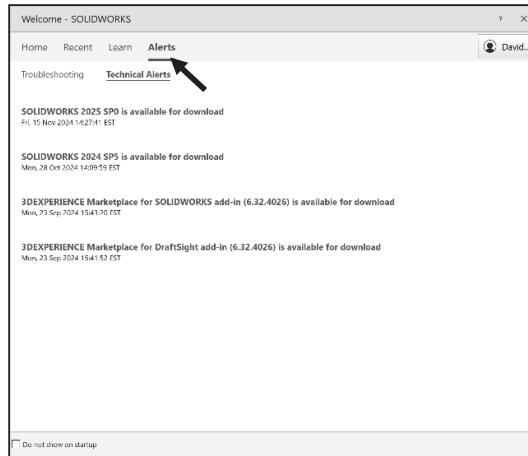 Welcome - SOLIDWORKS ? ×
Home Recent Learn Alerts David...
Troubleshooting Technical Alerts
SOLIDWORKS 2025 SP0 is available for download
Fri, 15 Nov 2024 14:27:41 EST
SOLIDWORKS 2024 SP5 is available for download
Mon, 28 Oct 2024 14:09:59 EST
3DEXPERIENCE Marketplace for SOLIDWORKS add-in (6.32.4026) is available for download
Mon, 23 Sep 2024 15:43:20 EST
3DEXPERIENCE Marketplace for DraftSight add-in (6.32.4026) is available for download
Mon, 23 Sep 2024 15:41:52 EST
Do not show on startup